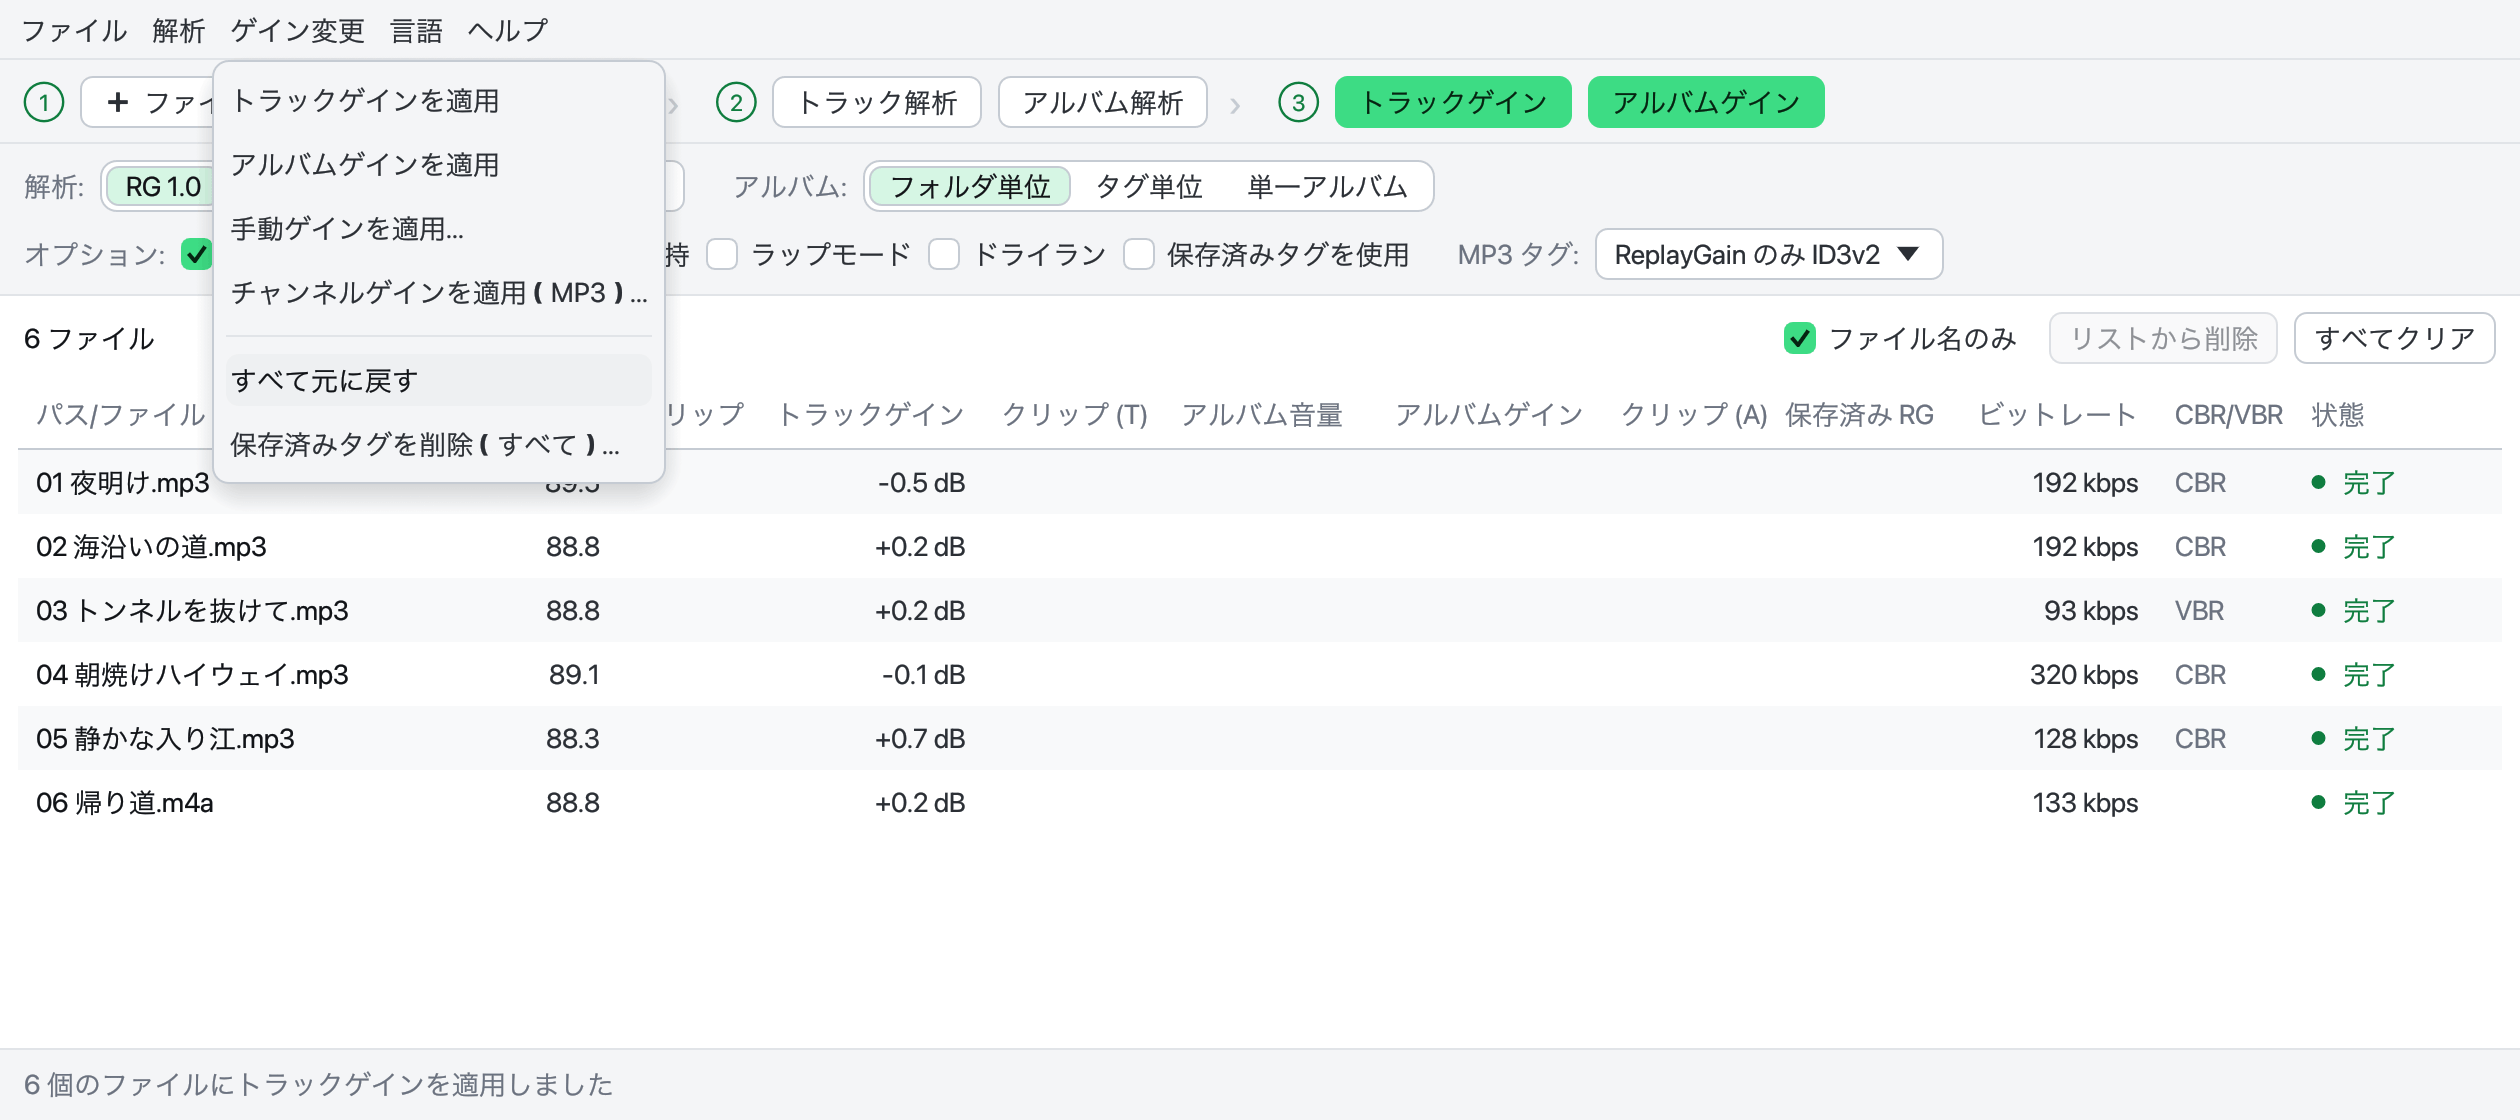 ファイル 解析 ゲイン変更 言語 ヘルプ
1 + ファイ › 2 トラック解析 アルバム解析 › 3 トラックゲイン アルバムゲイン
トラックゲインを適用
アルバムゲインを適用
手動ゲインを適用...
チャンネルゲインを適用 ( MP3 ) ...
すべて元に戻す
保存済みタグを削除 ( すべて ) ...
解析: RG 1.0 アルバム: フォルダ単位 タグ単位 単一アルバム
オプション: 持 ラップモード ドライラン 保存済みタグを使用 MP3 タグ: ReplayGain のみ ID3v2
6 ファイル ファイル名のみ リストから削除 すべてクリア
パス/ファイル リップ トラックゲイン クリップ (T) アルバム音量 アルバムゲイン クリップ (A) 保存済み RG ビットレート CBR/VBR 状態
01 夜明け.mp3 89.5 -0.5 dB 192 kbps CBR 完了
02 海沿いの道.mp3 88.8 +0.2 dB 192 kbps CBR 完了
03 トンネルを抜けて.mp3 88.8 +0.2 dB 93 kbps VBR 完了
04 朝焼けハイウェイ.mp3 89.1 -0.1 dB 320 kbps CBR 完了
05 静かな入り江.mp3 88.3 +0.7 dB 128 kbps CBR 完了
06 帰り道.m4a 88.8 +0.2 dB 133 kbps 完了
6 個のファイルにトラックゲインを適用しました